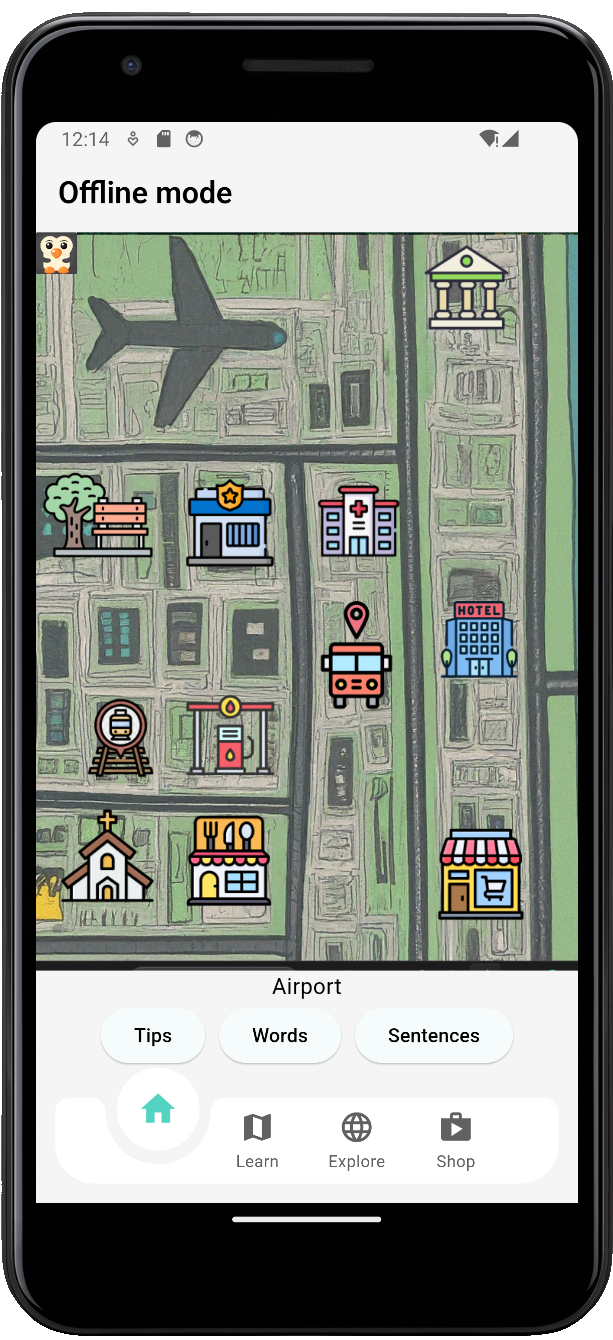 12:14
Offline mode
HOTEL
Airport
Tips Words Sentences
Learn Explore Shop